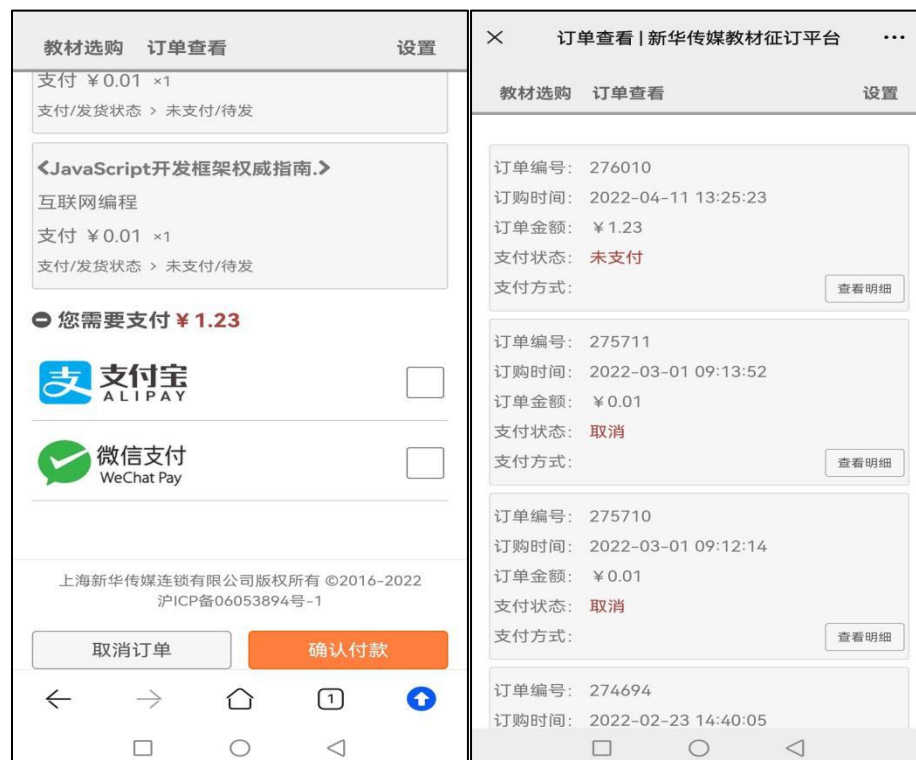 教材选购 订单查看 设置
支付 ¥0.01 ×1
支付/发货状态 > 未支付/待发
《JavaScript开发框架权威指南.》
互联网编程
支付 ¥0.01 ×1
支付/发货状态 > 未支付/待发
您需要支付 ¥1.23
支 支付宝
ALIPAY
微信支付
WeChat Pay
上海新华传媒连锁有限公司版权所有 ©2016-2022
沪ICP备06053894号-1
取消订单 确认付款
1
订单查看 | 新华传媒教材征订平台
教材选购 订单查看 设置
订单编号: 276010
订购时间: 2022-04-11 13:25:23
订单金额: ¥1.23
支付状态: 未支付
支付方式: 查看明细
订单编号: 275711
订购时间: 2022-03-01 09:13:52
订单金额: ¥0.01
支付状态: 取消
支付方式: 查看明细
订单编号: 275710
订购时间: 2022-03-01 09:12:14
订单金额: ¥0.01
支付状态: 取消
支付方式: 查看明细
订单编号: 274694
订购时间: 2022-02-23 14:40:05